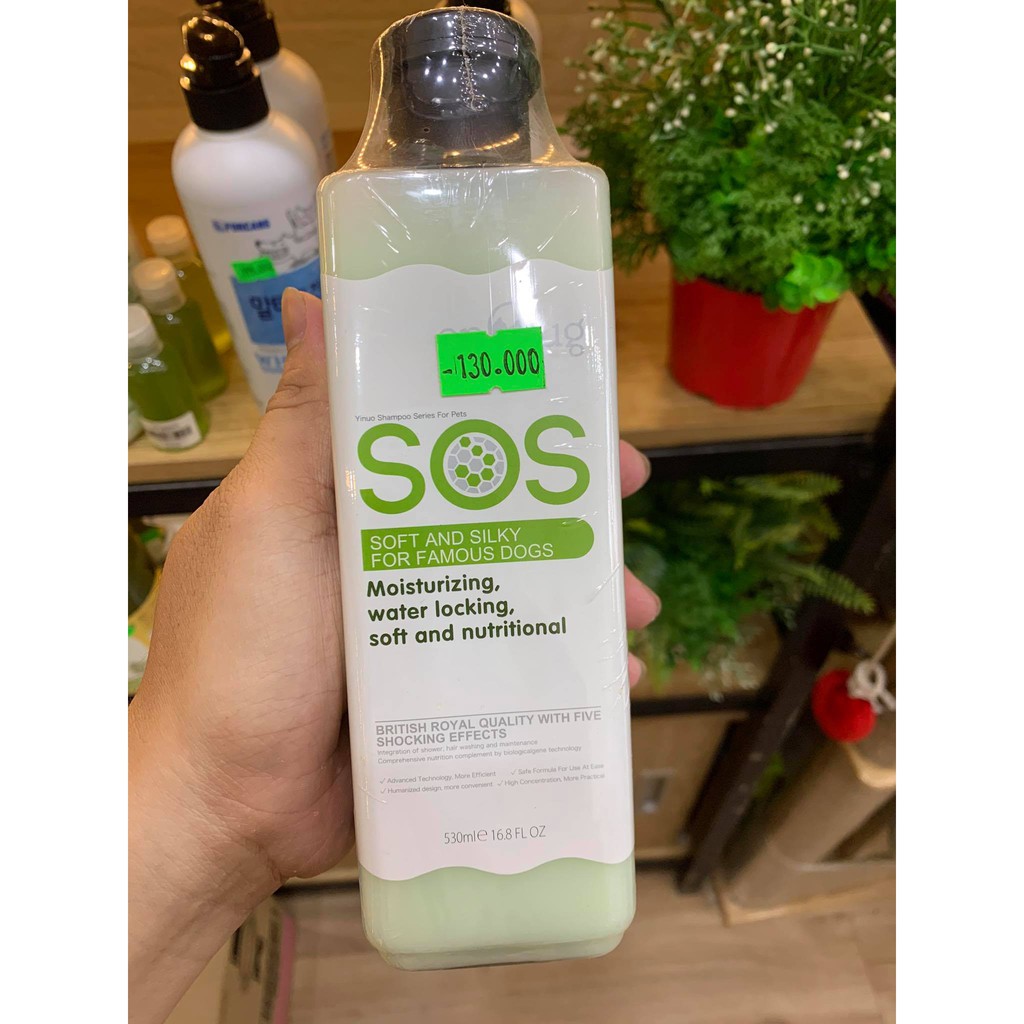 -130.000
Yinuo Shampoo Series For Pets
SOS
SOFT AND SILKY
FOR FAMOUS DOGS
Moisturizing,
water locking,
soft and nutritional
BRITISH ROYAL QUALITY WITH FIVE
SHOCKING EFFECTS
Integration of shower, hair washing and maintenance
Comprehensive nutrition complement by biologicalgene technology
✓ Advanced Technology, More Efficient ✓ Safe Formula For Use At Ease
✓ Humanized design, more convenient ✓ High Concentration, More Practical
530ml℮ 16.8 FL OZ